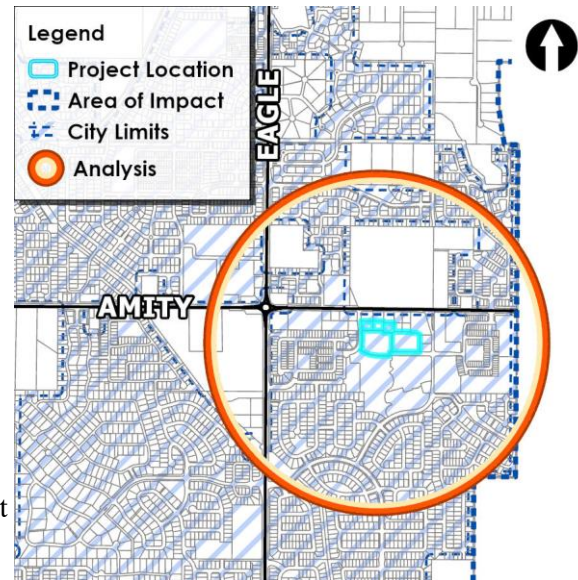 Legend
Project Location
Area of Impact
City Limits
Analysis
EAGLE
AMITY
t